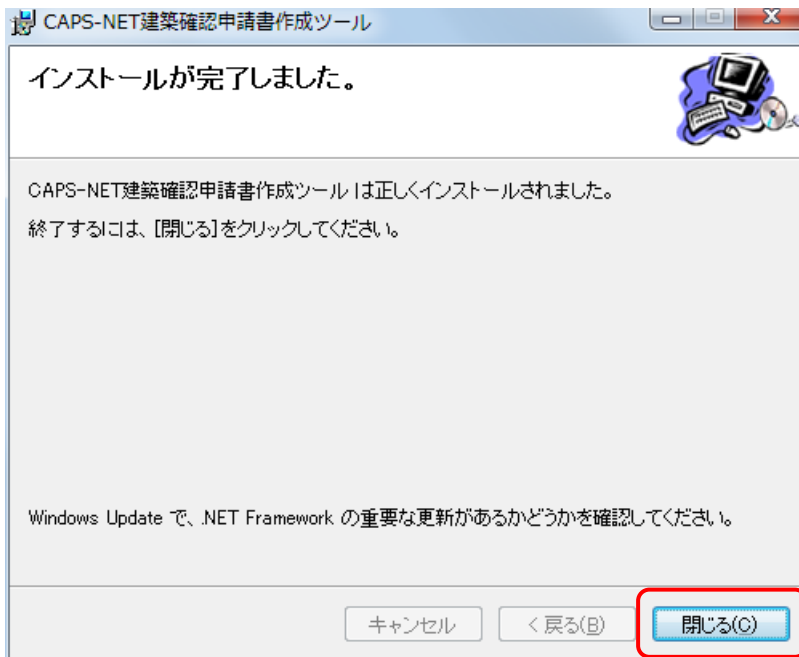 CAPS-NET建築確認申請書作成ツール
インストールが完了しました。
CAPS-NET建築確認申請書作成ツール は正しくインストールされました。
終了するには、[閉じる]をクリックしてください。
Windows Update で、.NET Framework の重要な更新があるかどうかを確認してください。
キャンセル
< 戻る(B)
閉じる(C)